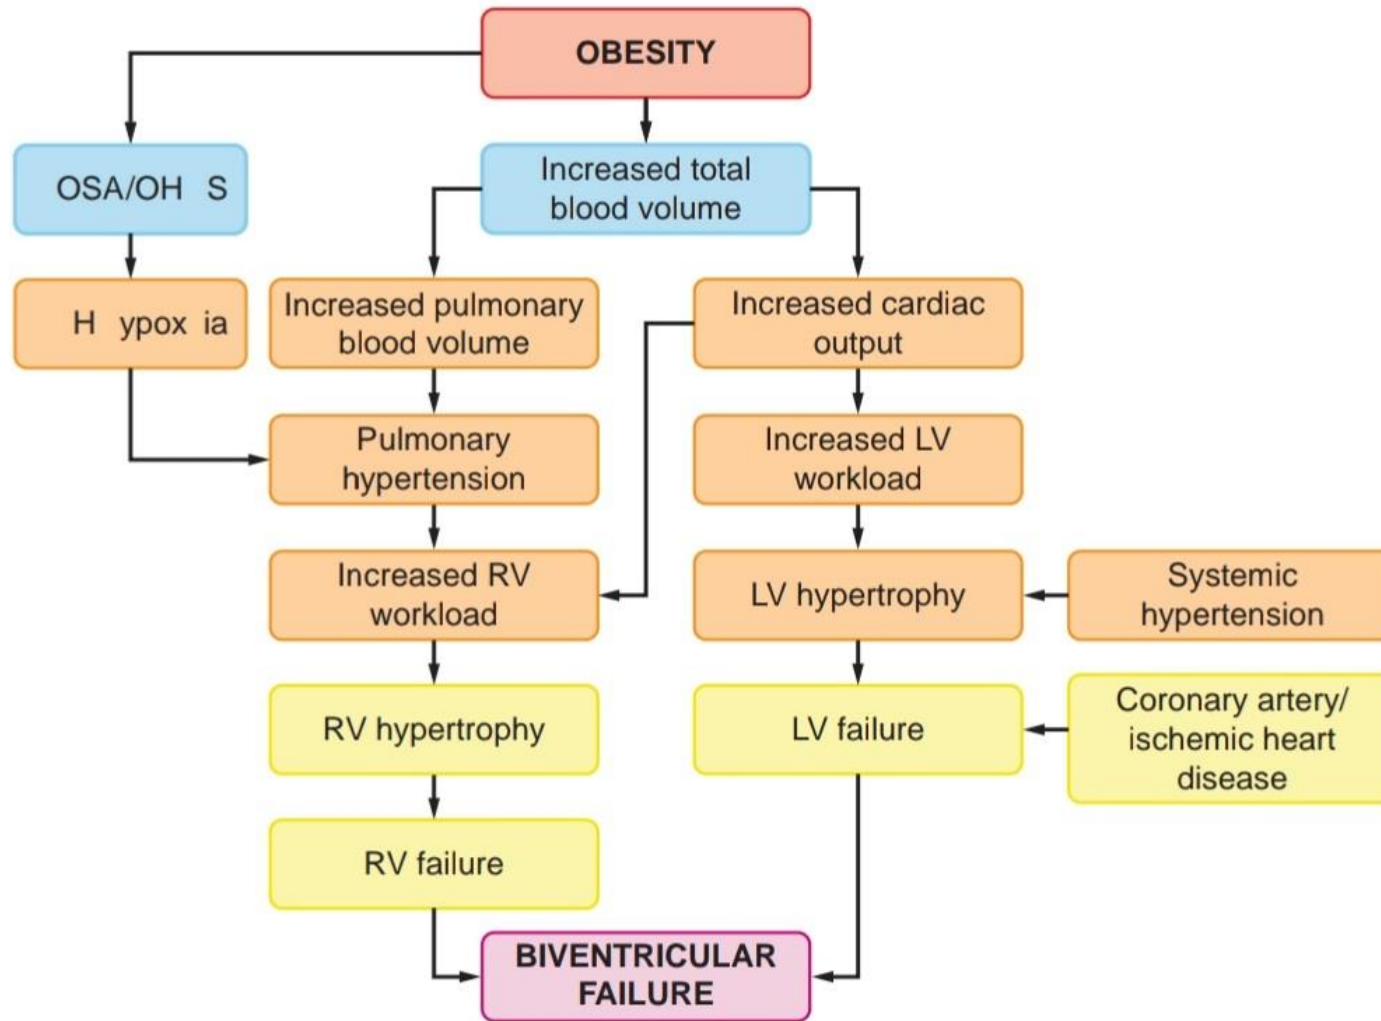 OBESITY
OSA/OH S
Increased total
blood volume
H ypox ia
Increased pulmonary
blood volume
Increased cardiac
output
Pulmonary
hypertension
Increased LV
workload
Increased RV
workload
LV hypertrophy
Systemic
hypertension
RV hypertrophy
LV failure
Coronary artery/
ischemic heart
disease
RV failure
BIVENTRICULAR
FAILURE